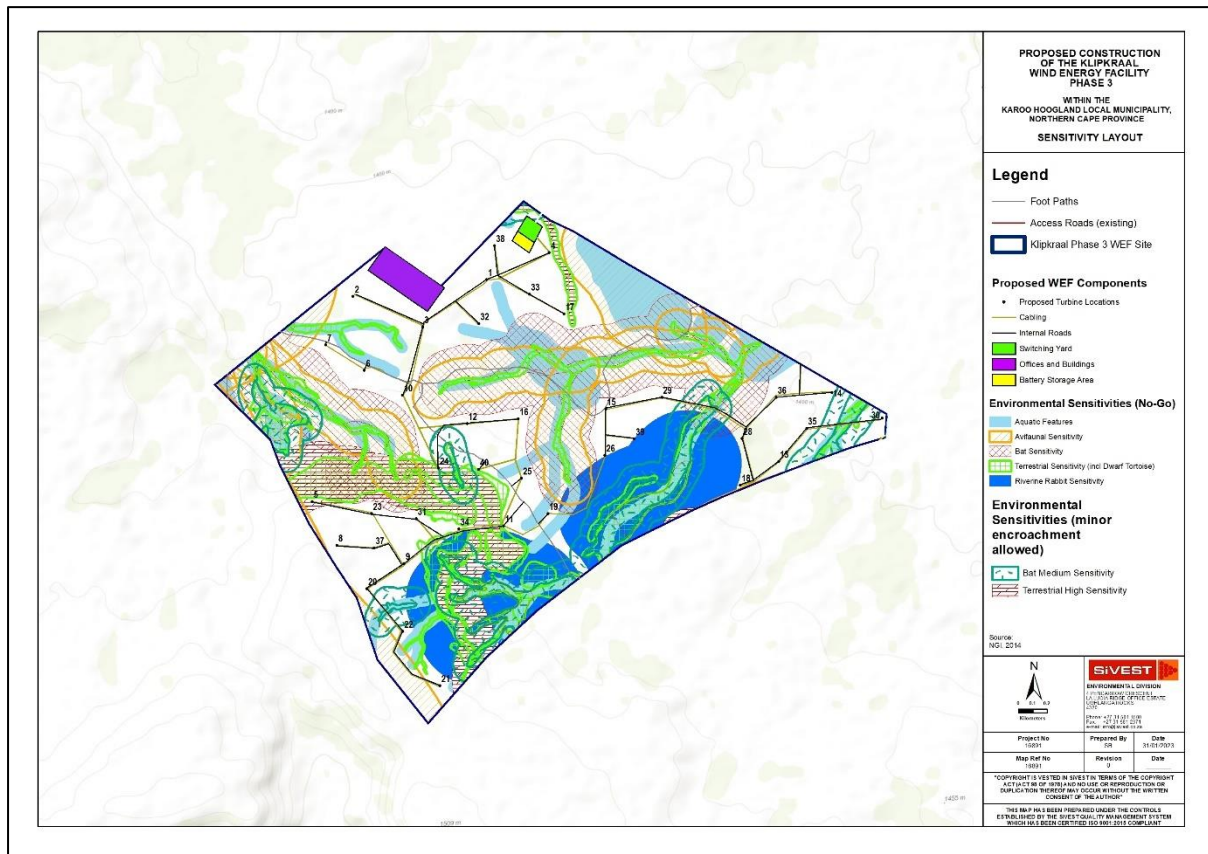 PROPOSED CONSTRUCTION
OF THE KLIPKRAAL
WIND ENERGY FACILITY
PHASE 3
WITHIN THE
KAROO HOOGLAND LOCAL MUNICIPALITY,
NORTHERN CAPE PROVINCE
SENSITIVITY LAYOUT
Legend
Foot Paths
Access Roads (existing)
Klipkraal Phase 3 WEF Site
Proposed WEF Components
Proposed Turbine Locations
Cabling
Internal Roads
Switching Yard
Offices and Buildings
Battery Storage Area
Environmental Sensitivities (No-Go)
Aquatic Features
Avifaunal Sensitivity
Bat Sensitivity
Terrestrial Sensitivity (incl Dwarf Tortoise)
Riverine Rabbit Sensitivity
Environmental
Sensitivities (minor
encroachment
allowed)
Bat Medium Sensitivity
Terrestrial High Sensitivity
Source:
NGI, 2014
N
Kilometers
SiVEST
ENVIRONMENTAL DIVISION
Project No
16891
Prepared By
SB
Date
31/01/2023
Map Ref No
Revision
0
Date
"COPYRIGHT IS VESTED IN SIVEST IN TERMS OF THE COPYRIGHT
ACT (ACT 98 OF 1978) AND NO USE OR REPRODUCTION OR
DUPLICATION THEREOF MAY OCCUR WITHOUT THE WRITTEN
CONSENT OF THE AUTHOR"
THIS MAP HAS BEEN PREPARED UNDER THE CONTROLS
ESTABLISHED BY THE SIVEST QUALITY MANAGEMENT SYSTEM
WHICH HAS BEEN CERTIFIED ISO 9001:2015 COMPLIANT
38
4
1
2
33
17
3
32
7
6
10
29
36
14
15
12
16
35
30
39
28
26
24
40
13
25
5
18
19
23
31
11
34
8
37
9
20
22
21